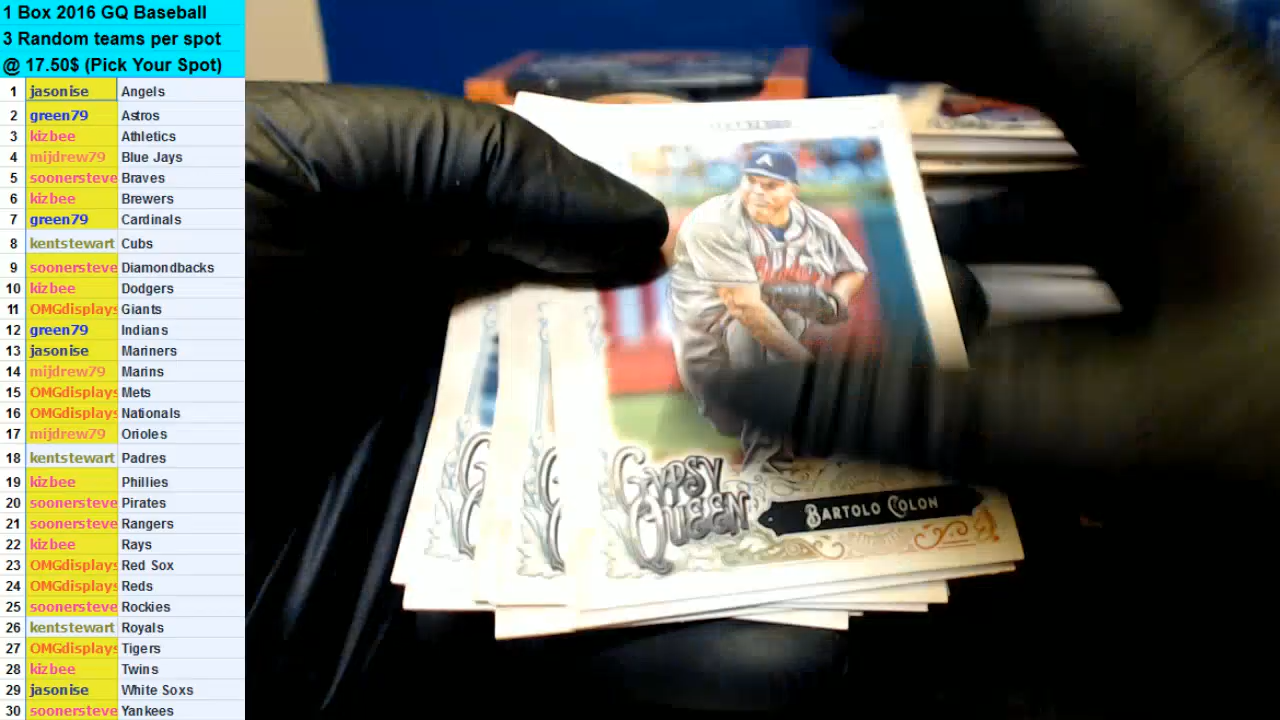 1 Box 2016 GQ Baseball
3 Random teams per spot
@ 17.50$ (Pick Your Spot)
1 jasonise Angels
2 green79 Astros
3 kizbee Athletics
4 mijdrew79 Blue Jays
5 soonersteve Braves
6 kizbee Brewers
7 green79 Cardinals
8 kentstewart Cubs
9 soonersteve Diamondbacks
10 kizbee Dodgers
11 OMGdisplays Giants
12 green79 Indians
13 jasonise Mariners
14 mijdrew79 Marins
15 OMGdisplays Mets
16 OMGdisplays Nationals
17 mijdrew79 Orioles
18 kentstewart Padres
19 kizbee Phillies
20 soonersteve Pirates
21 soonersteve Rangers
22 kizbee Rays
23 OMGdisplays Red Sox
24 OMGdisplays Reds
25 soonersteve Rockies
26 kentstewart Royals
27 OMGdisplays Tigers
28 kizbee Twins
29 jasonise White Soxs
30 soonersteve Yankees
A
GYPSY
QUEEN
BARTOLO COLON